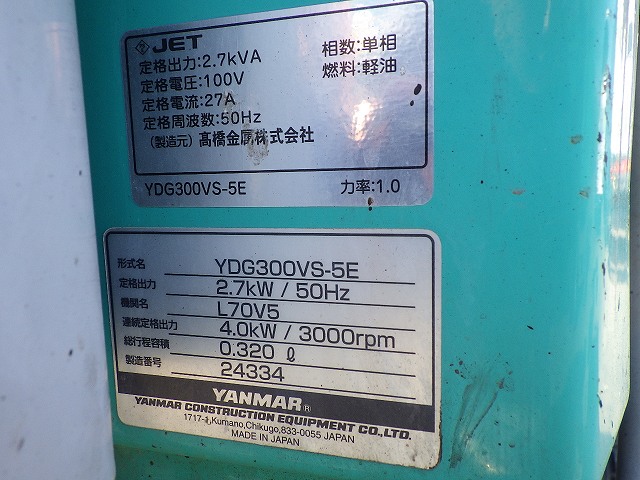 JET
定格出力:2.7kVA 相数:単相
定格電圧:100V 燃料:軽油
定格電流:27A
定格周波数:50Hz
(製造元)髙橋金属株式会社
YDG300VS-5E 力率:1.0
形式名 YDG300VS-5E
定格出力 2.7kW / 50Hz
機関名 L70V5
連続定格出力 4.0kW / 3000rpm
総行程容積 0.320 ℓ
製造番号 24334
YANMAR®
YANMAR CONSTRUCTION EQUIPMENT CO.,LTD.
1717-1,Kumano,Chikugo,833-0055 JAPAN
MADE IN JAPAN